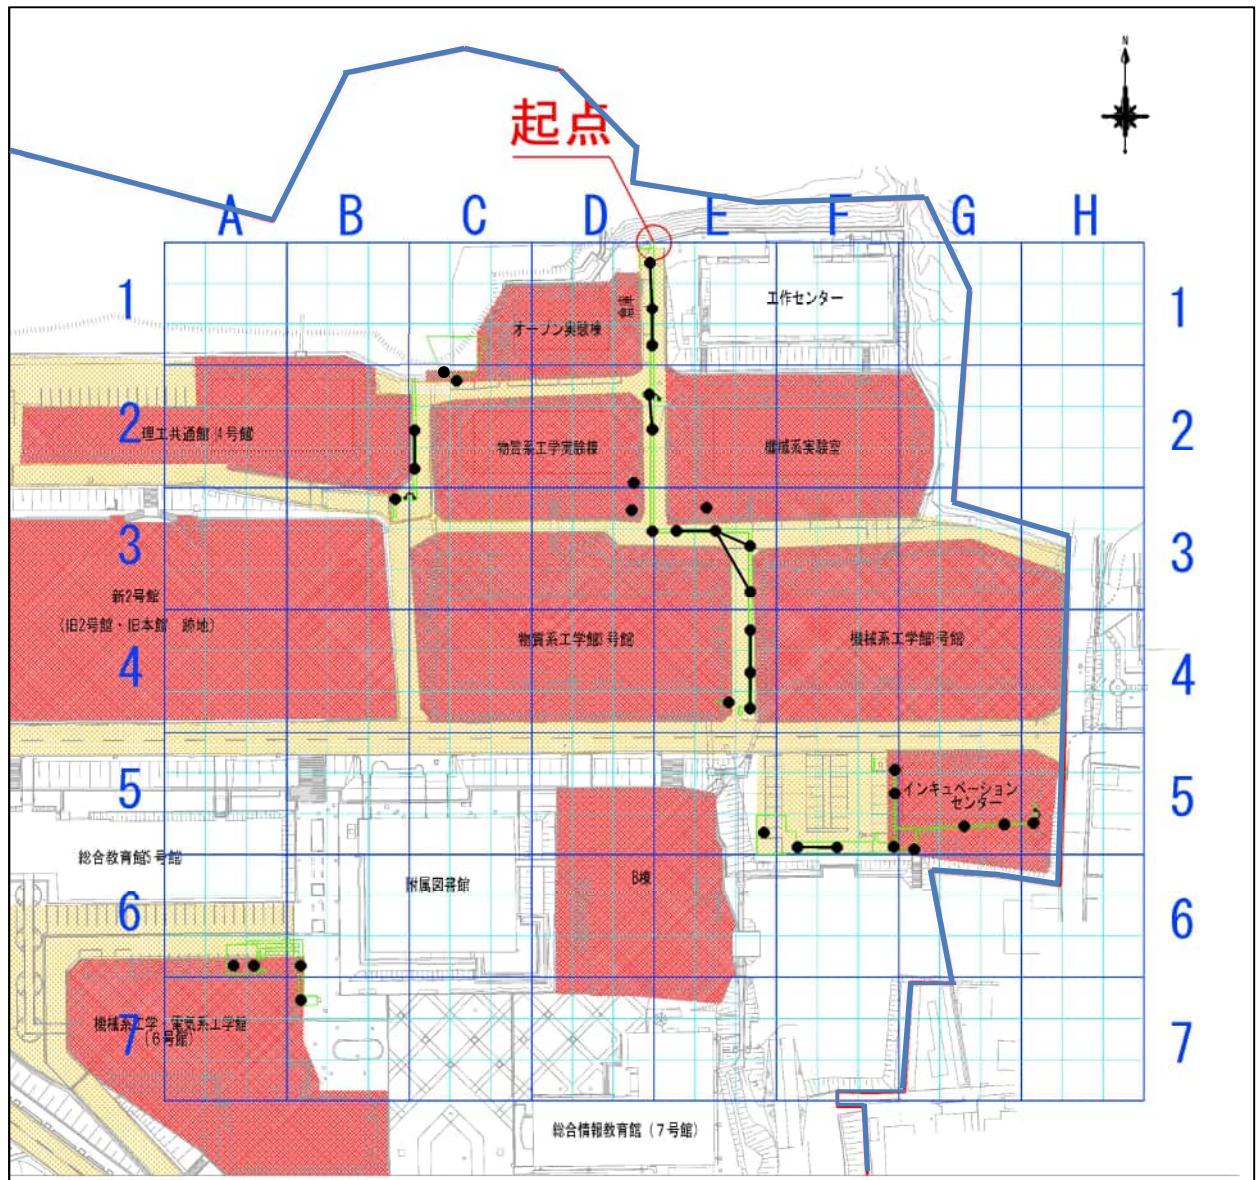 N
起点
A B C D E F G H
1 工作センター 1
倉庫
オープン実験棟
2 理工共通館(4号館) 物質系工学実験棟 機械系実験室 2
3 3
新2号館
(旧2号館・旧本館 跡地)
4 物質系工学館 号館) 機械系工学館 号館) 4
5 インキュベーション 5
センター
総合教育館5号館)
附属図書館
B棟
6 6
機械系工学 電気系工学館
(6号館)
7 7
総合情報教育館(7号館)